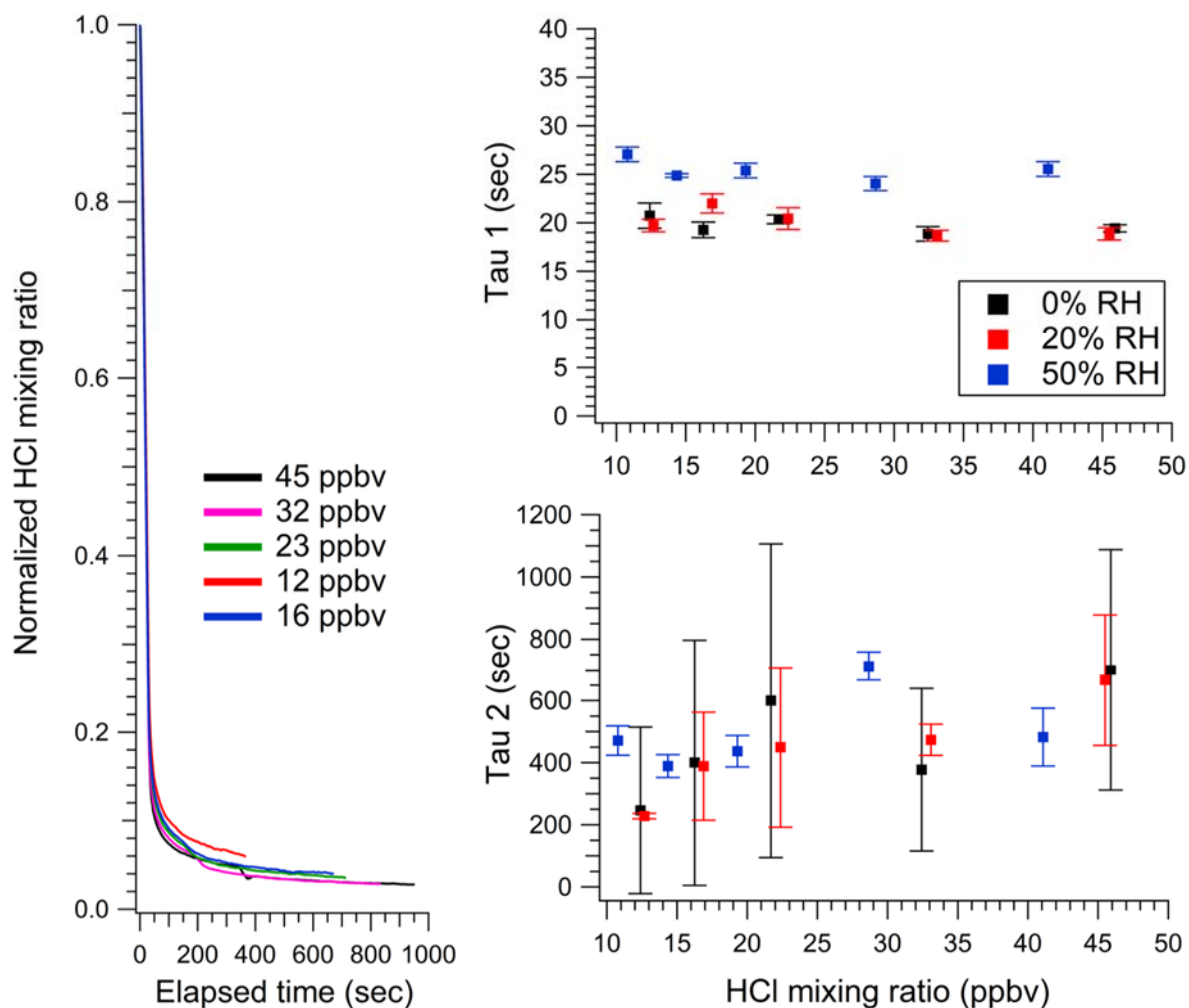 Normalized HCl mixing ratio
1.0
0.8
0.6
0.4
0.2
0.0
45 ppbv
32 ppbv
23 ppbv
12 ppbv
16 ppbv
0 200 400 600 800 1000
Elapsed time (sec)
Tau 1 (sec)
40
35
30
25
20
15
10
5
0
0% RH
20% RH
50% RH
10 15 20 25 30 35 40 45 50
Tau 2 (sec)
1200
1000
800
600
400
200
0
10 15 20 25 30 35 40 45 50
HCl mixing ratio (ppbv)